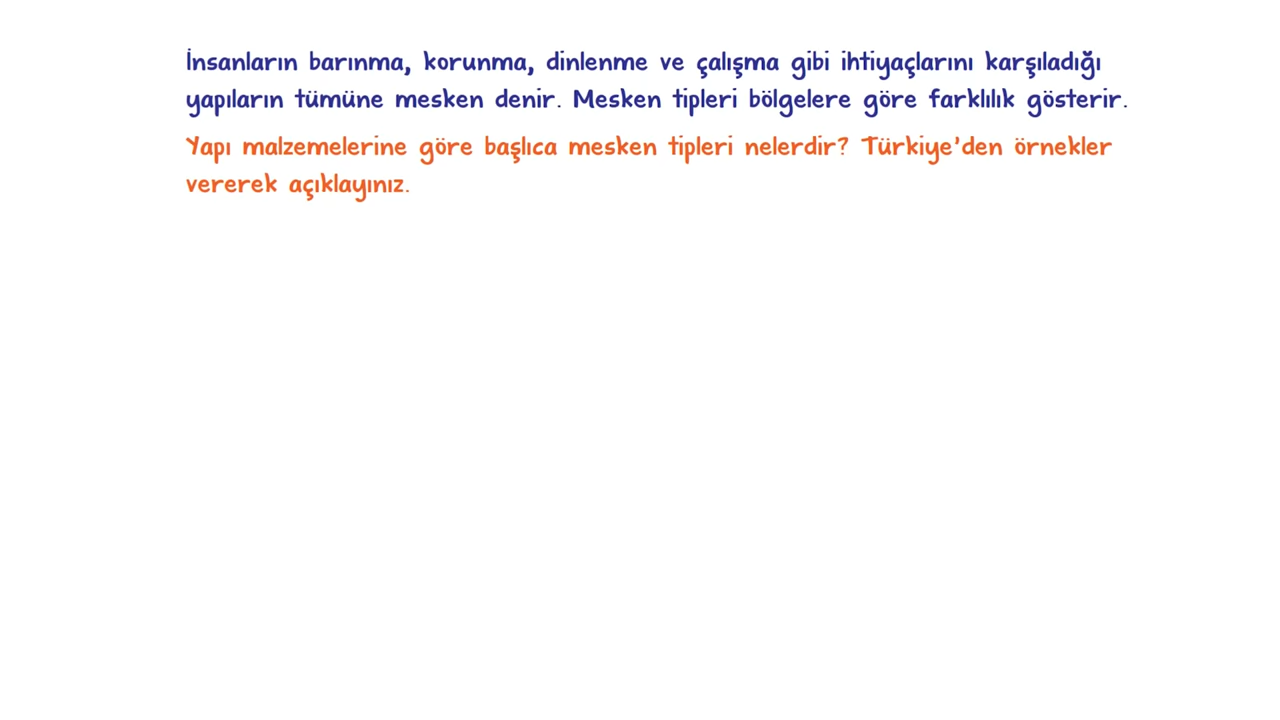 İnsanların barınma, korunma, dinlenme ve çalışma gibi ihtiyaçlarını karşıladığı
yapıların tümüne mesken denir. Mesken tipleri bölgelere göre farklılık gösterir.
Yapı malzemelerine göre başlıca mesken tipleri nelerdir? Türkiye'den örnekler
vererek açıklayınız.